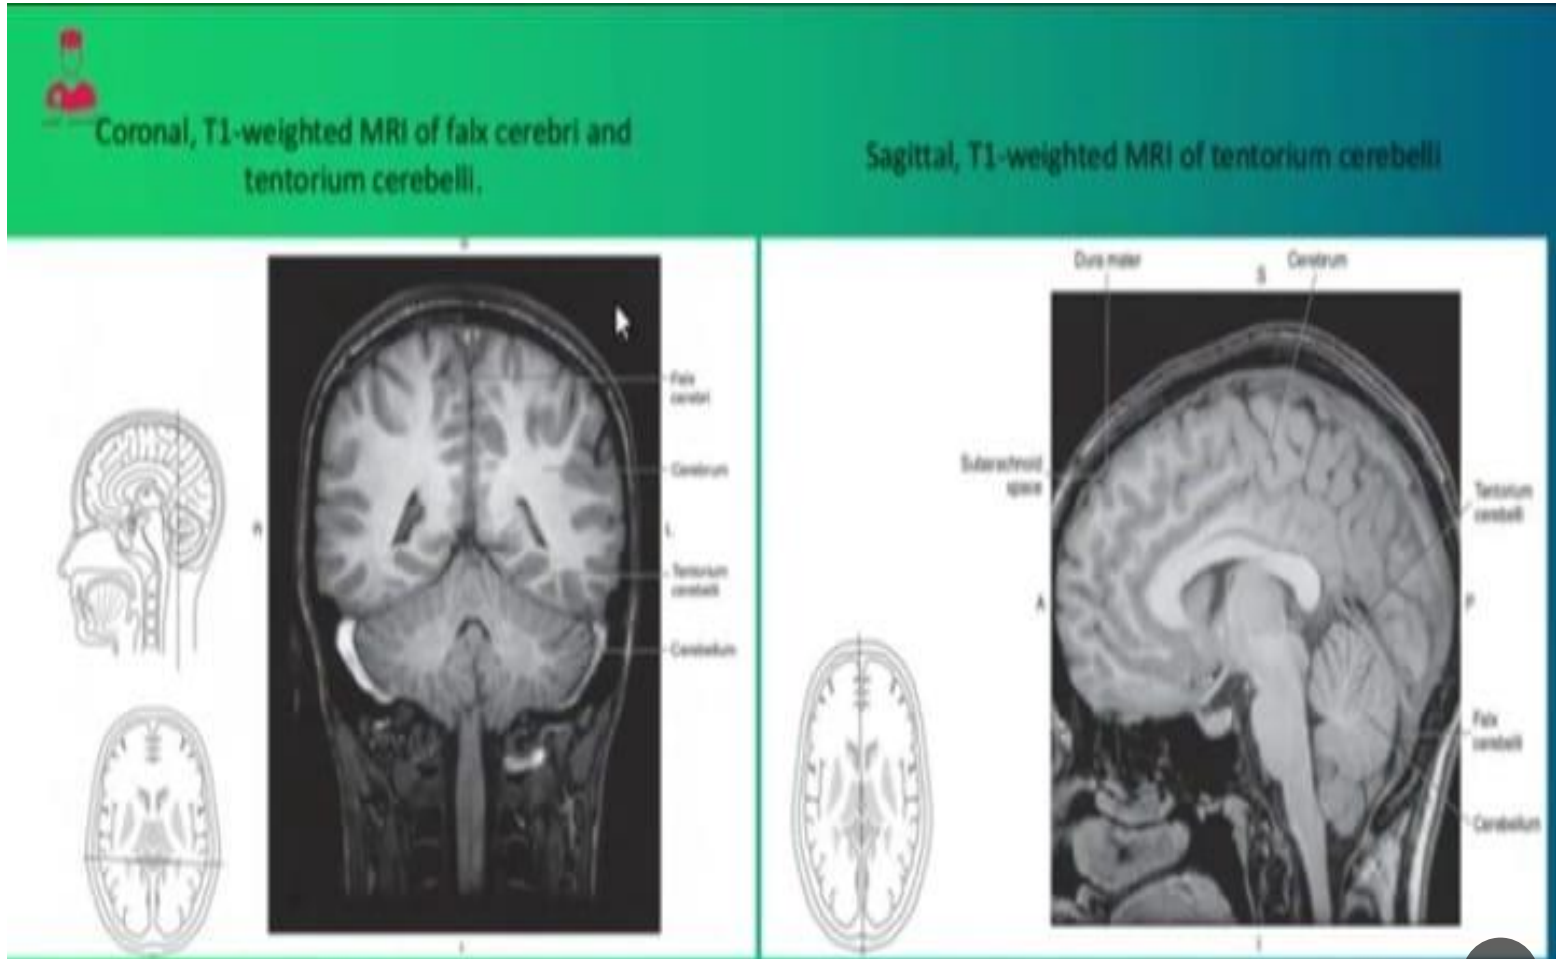 Coronal, T1-weighted MRI of falx cerebri and
tentorium cerebelli.
Sagittal, T1-weighted MRI of tentorium cerebelli
Falx
cerebri
Cerebrum
R
L
Tentorium
cerebelli
Cerebellum
I
Dura mater
Cerebrum
S
Subarachnoid
space
Tentorium
cerebelli
A
P
Falx
cerebelli
Cerebellum
I